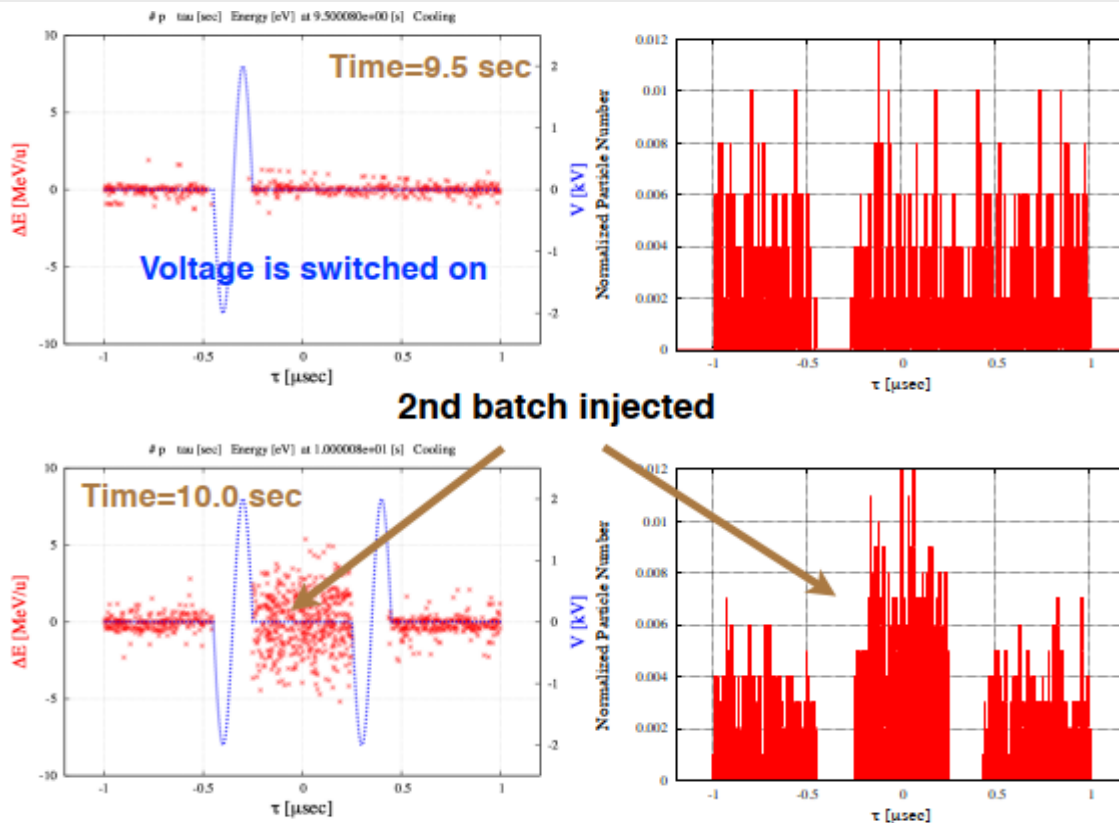 # p tau [sec] Energy [eV] at 9.500080e+00 [s] Cooling
Time=9.5 sec
Voltage is switched on
10
5
0
-5
-10
ΔE [MeV/u]
2
1
0
-1
-2
V [kV]
-1 -0.5 0 0.5 1
τ [μsec]
0.012
0.01
0.008
0.006
0.004
0.002
0
Normalized Particle Number
-1 -0.5 0 0.5 1
τ [μsec]
2nd batch injected
# p tau [sec] Energy [eV] at 1.000008e+01 [s] Cooling
Time=10.0 sec
10
5
0
-5
-10
ΔE [MeV/u]
2
1
0
-1
-2
V [kV]
-1 -0.5 0 0.5 1
τ [μsec]
0.012
0.01
0.008
0.006
0.004
0.002
0
Normalized Particle Number
-1 -0.5 0 0.5 1
τ [μsec]